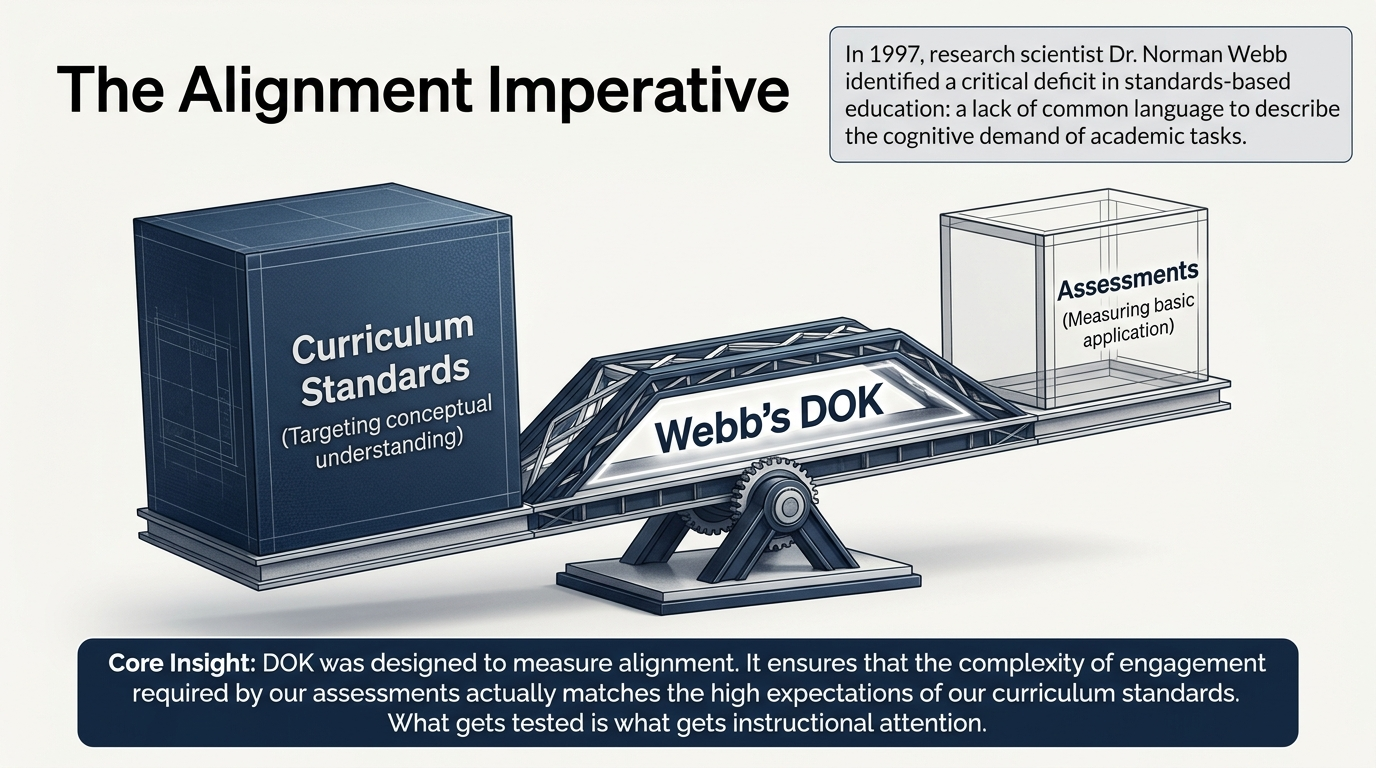 The Alignment Imperative
In 1997, research scientist Dr. Norman Webb
identified a critical deficit in standards-based
education: a lack of common language to describe
the cognitive demand of academic tasks.
Curriculum
Standards
(Targeting conceptual
understanding)
Webb's DOK
Assessments
(Measuring basic
application)
Core Insight: DOK was designed to measure alignment. It ensures that the complexity of engagement
required by our assessments actually matches the high expectations of our curriculum standards.
What gets tested is what gets instructional attention.